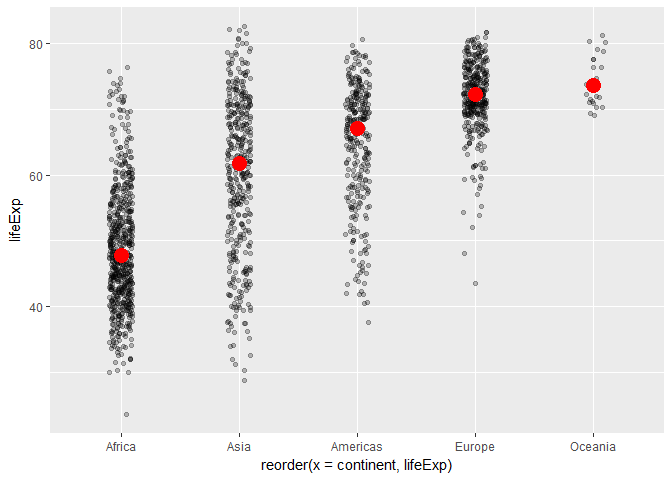 80
60
40
lifeExp
Africa
Asia
Americas
Europe
Oceania
reorder(x = continent, lifeExp)